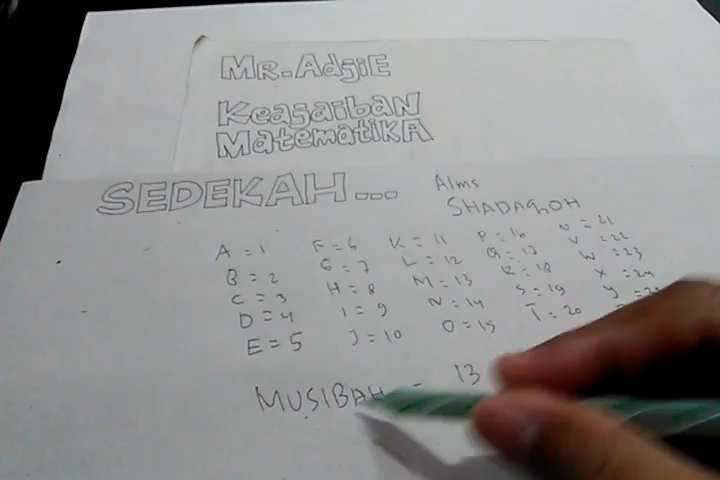 MR. Adjie
Keajaiban
Matematika
SEDEKAH...
Alms
SHADAQOH
A = 1 F = 6 K = 11 P = 16 U = 21
B = 2 G = 7 L = 12 Q = 17 V = 22
C = 3 H = 8 M = 13 R = 18 W = 23
D = 4 I = 9 N = 14 S = 19 X = 24
E = 5 J = 10 O = 15 T = 20 Y =
MUSIBAH = 13